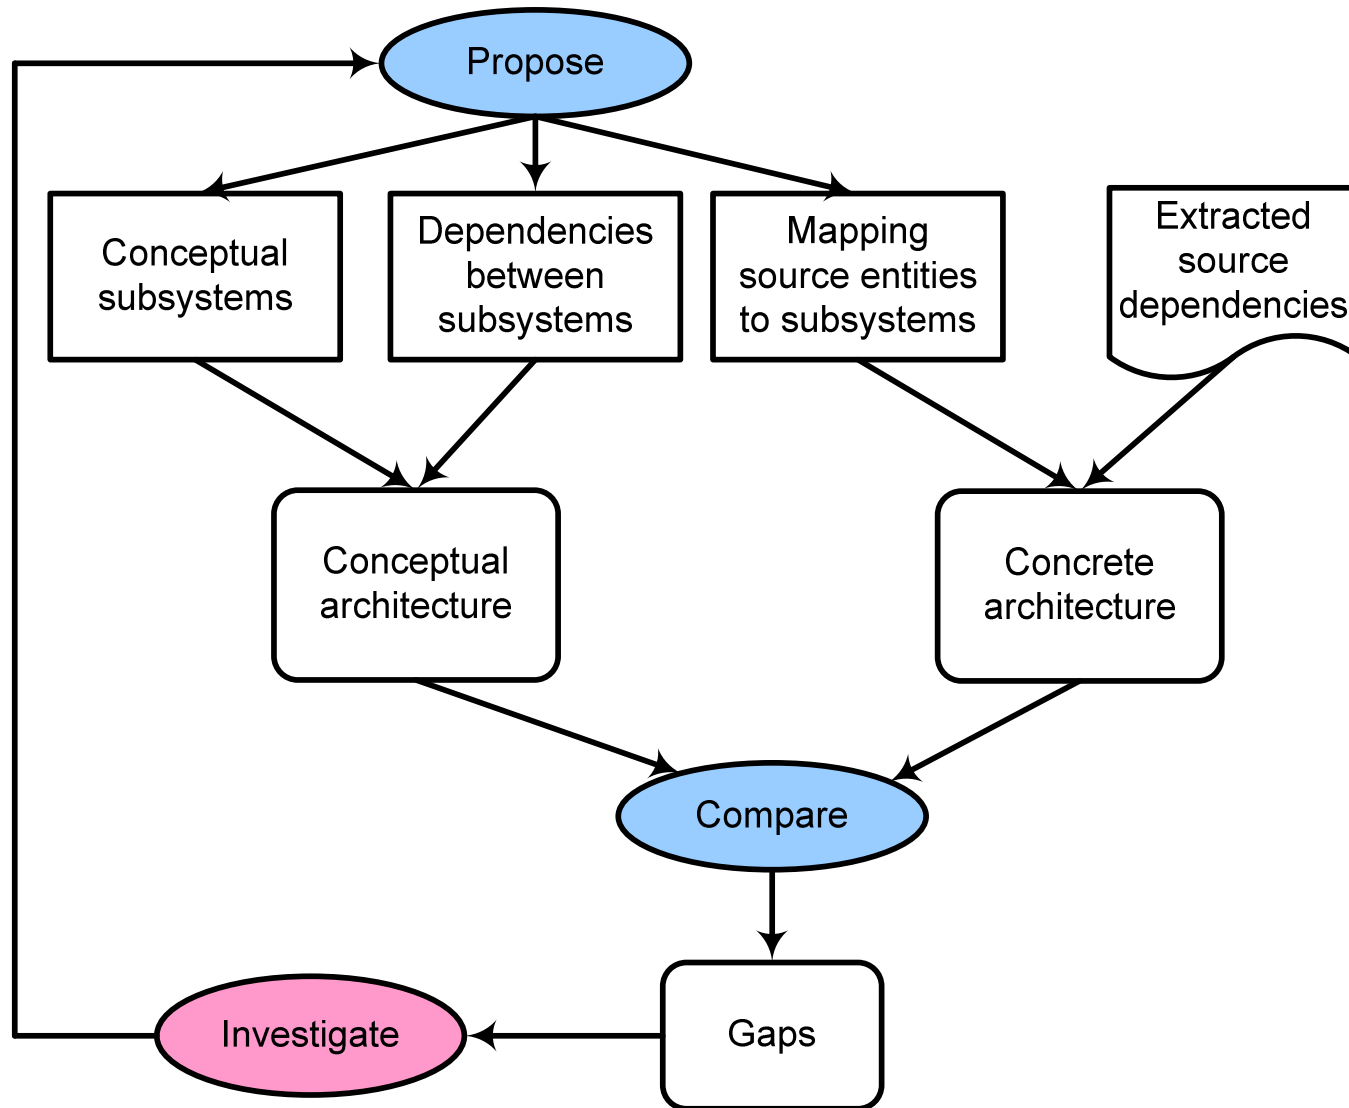 Propose
Conceptual
subsystems
Dependencies
between
subsystems
Mapping
source entities
to subsystems
Extracted
source
dependencies
Conceptual
architecture
Concrete
architecture
Compare
Investigate
Gaps